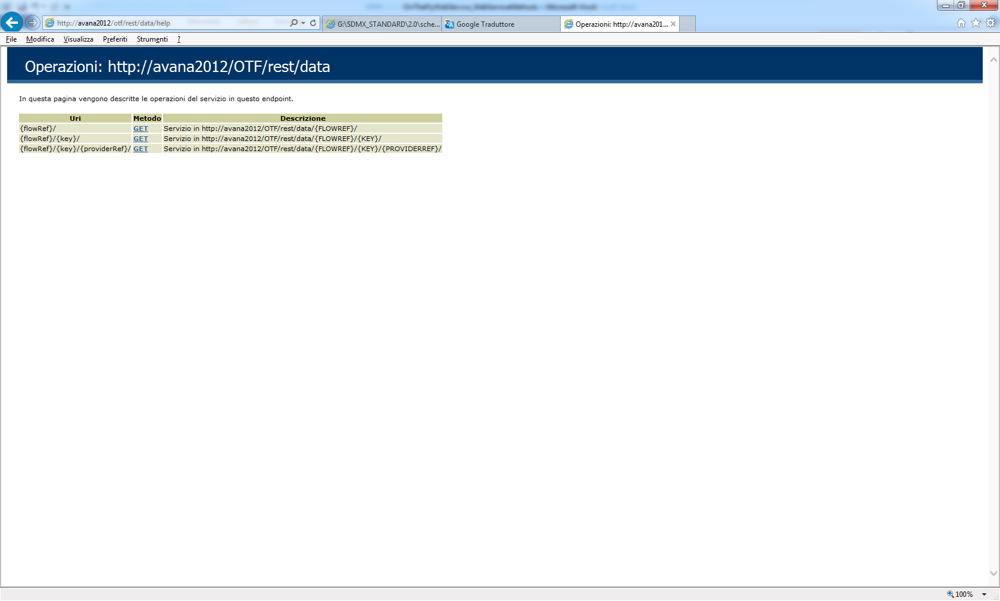 http://avana2012/otf/rest/data/help
G:\SDMX_STANDARD\2.0\sche...
Google Traduttore
Operazioni: http://avana201...
File Modifica Visualizza Preferiti Strumenti ?
Operazioni: http://avana2012/OTF/rest/data
In questa pagina vengono descritte le operazioni del servizio in questo endpoint.
Uri Metodo Descrizione
{flowRef}/ GET Servizio in http://avana2012/OTF/rest/data/{FLOWREF}/
{flowRef}/{key}/ GET Servizio in http://avana2012/OTF/rest/data/{FLOWREF}/{KEY}/
{flowRef}/{key}/{providerRef}/ GET Servizio in http://avana2012/OTF/rest/data/{FLOWREF}/{KEY}/{PROVIDERREF}/
100%